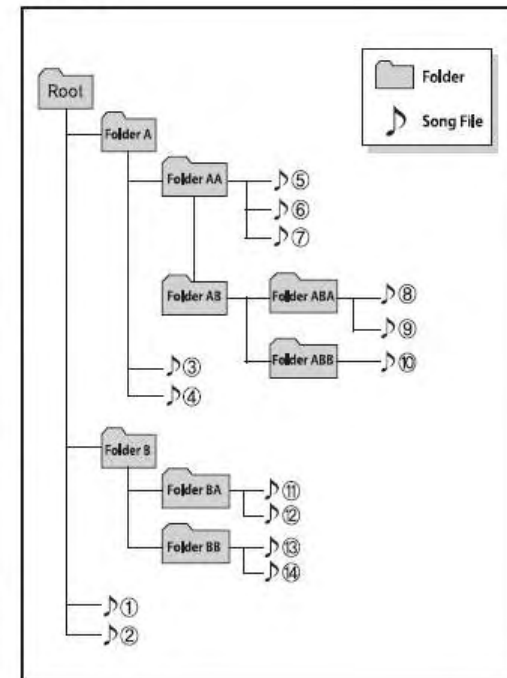 Root
Folder
Song File
Folder A
Folder AA
♪⑤
♪⑥
♪⑦
Folder AB
Folder ABA
♪⑧
♪⑨
Folder ABB
♪⑩
♪③
♪④
Folder B
Folder BA
♪⑪
♪⑫
Folder BB
♪⑬
♪⑭
♪①
♪②